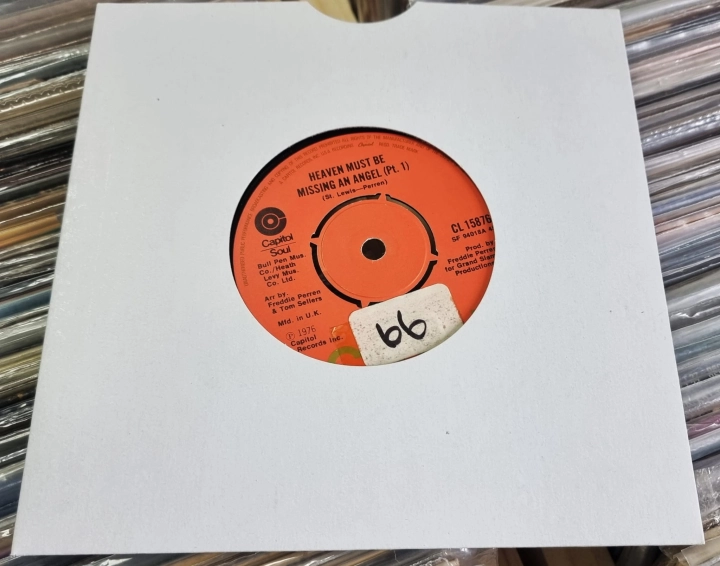 HEAVEN MUST BE
MISSING AN ANGEL (Pt. 1)
(St. Lewis—Perren)
Capitol
Soul
Bull Pen Mus.
Co./Heath
Levy Mus.
Co. Ltd.
Arr by.
Freddie Perren
& Tom Sellers
Mfd. in U.K.
℗ 1976
Capitol
Records Inc.
CL 15876
SF 94018A
Prod. by
Freddie Perren
for Grand Slam
Productions
66